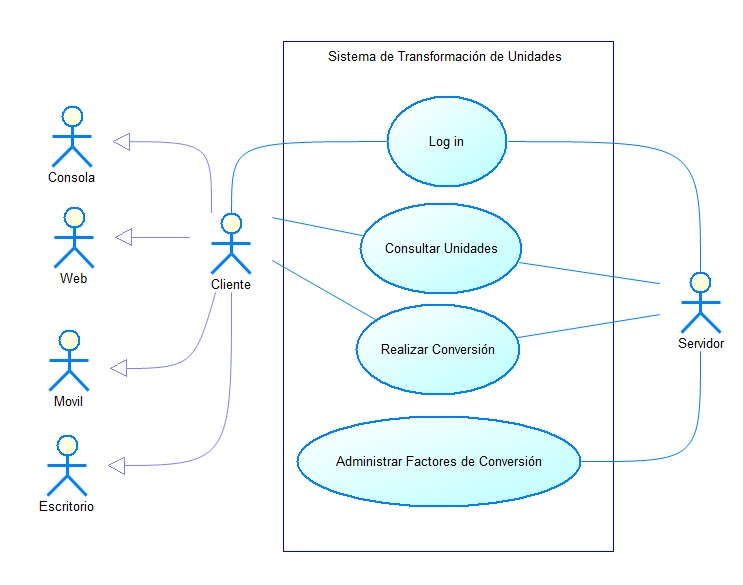 Sistema de Transformación de Unidades
Log in
Consola
Consultar Unidades
Web
Cliente
Servidor
Realizar Conversión
Movil
Administrar Factores de Conversión
Escritorio